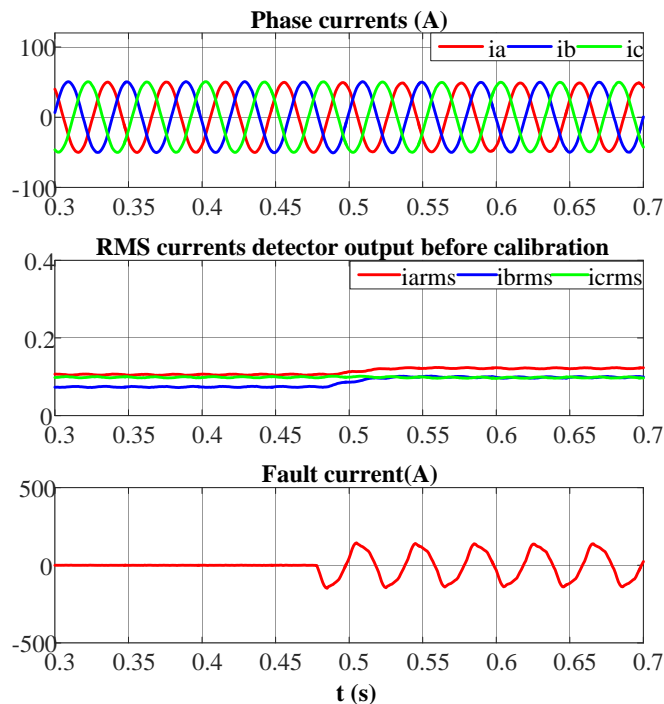 Phase currents (A)
ia ib ic
100
0
-100
0.3 0.35 0.4 0.45 0.5 0.55 0.6 0.65 0.7
RMS currents detector output before calibration
iarms ibrms icrms
0.4
0.2
0
0.3 0.35 0.4 0.45 0.5 0.55 0.6 0.65 0.7
Fault current(A)
500
0
-500
0.3 0.35 0.4 0.45 0.5 0.55 0.6 0.65 0.7
t (s)